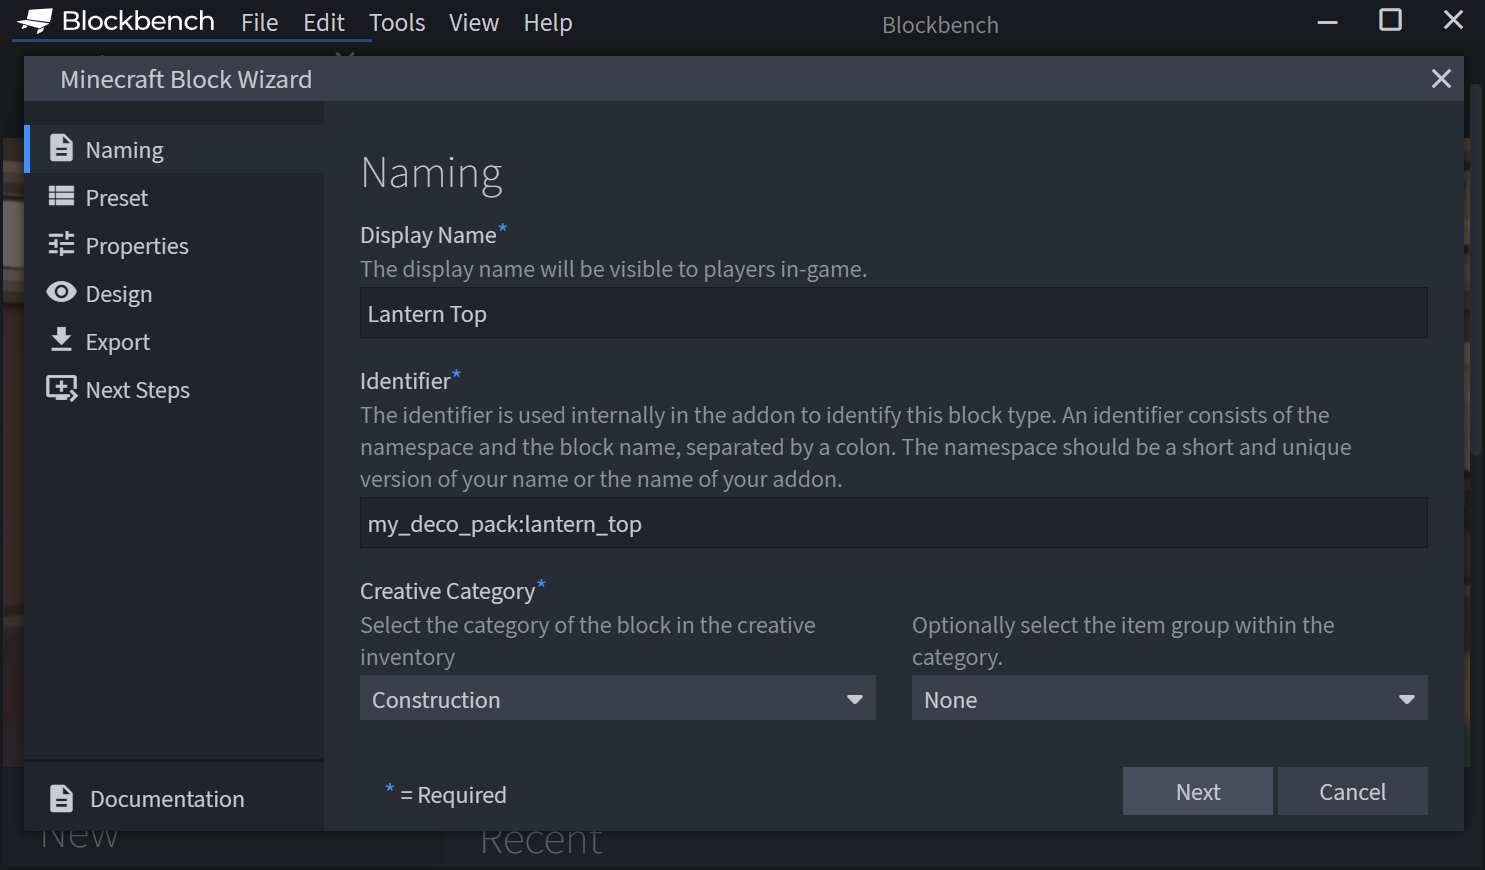 Blockbench File Edit Tools View Help Blockbench
Minecraft Block Wizard
Naming
Preset
Properties
Design
Export
Next Steps
Documentation
Naming
Display Name*
The display name will be visible to players in-game.
Lantern Top
Identifier*
The identifier is used internally in the addon to identify this block type. An identifier consists of the
namespace and the block name, separated by a colon. The namespace should be a short and unique
version of your name or the name of your addon.
my_deco_pack:lantern_top
Creative Category*
Select the category of the block in the creative
inventory
Construction
Optionally select the item group within the
category.
None
* = Required
Next Cancel
New
Recent